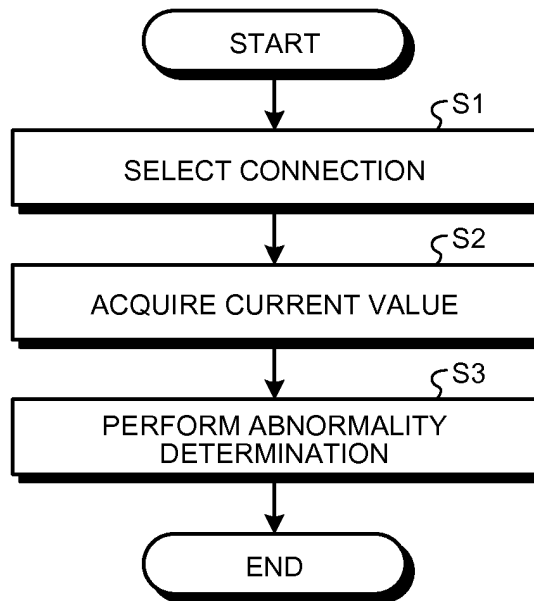 START
S1
SELECT CONNECTION
S2
ACQUIRE CURRENT VALUE
S3
PERFORM ABNORMALITY
DETERMINATION
END